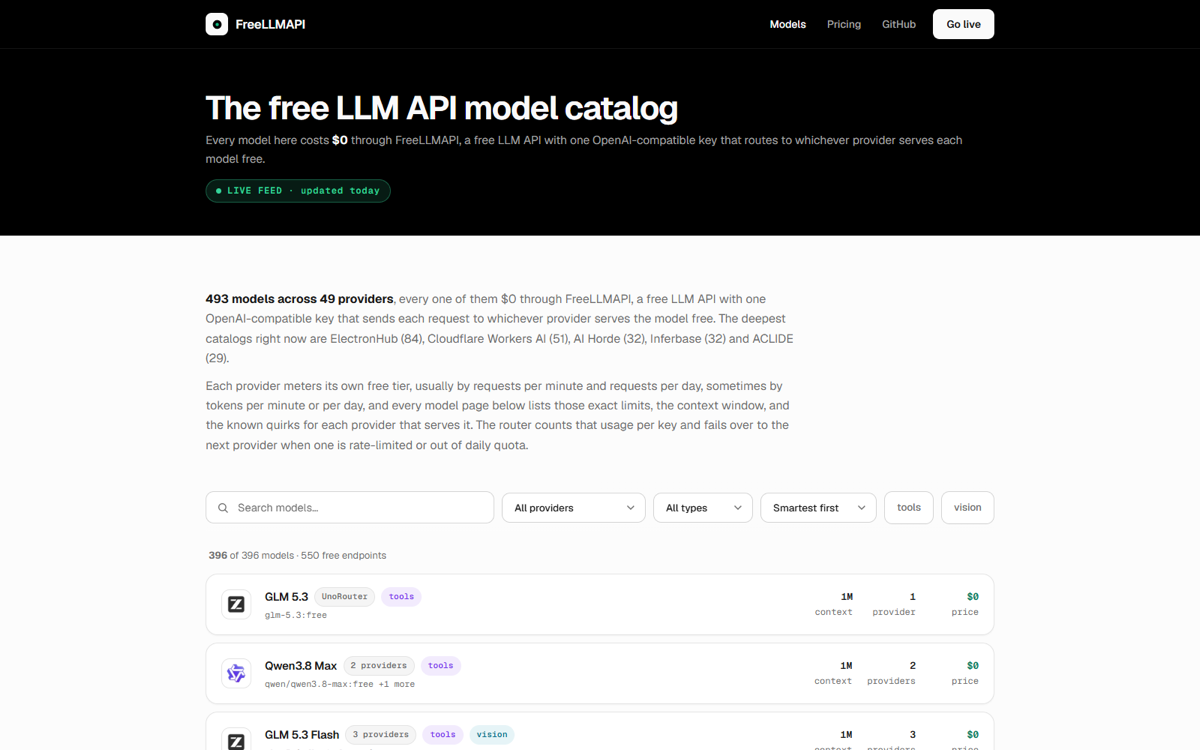 FreeLLMAPI
Models Pricing GitHub Go live
The free LLM API model catalog
Every model here costs $0 through FreeLLMAPI, a free LLM API with one OpenAI-compatible key that routes to whichever provider serves each
model free.
LIVE FEED · updated today
493 models across 49 providers, every one of them $0 through FreeLLMAPI, a free LLM API with one
OpenAI-compatible key that sends each request to whichever provider serves the model free. The deepest
catalogs right now are ElectronHub (84), Cloudflare Workers AI (51), AI Horde (32), Inferbase (32) and ACLIDE
(29).
Each provider meters its own free tier, usually by requests per minute and requests per day, sometimes by
tokens per minute or per day, and every model page below lists those exact limits, the context window, and
the known quirks for each provider that serves it. The router counts that usage per key and fails over to the
next provider when one is rate-limited or out of daily quota.
Search models... All providers All types Smartest first tools vision
396 of 396 models · 550 free endpoints
GLM 5.3 UnoRouter tools 1M 1 $0
glm-5.3:free context provider price
Qwen3.8 Max 2 providers tools 1M 2 $0
qwen/qwen3.8-max:free +1 more context providers price
GLM 5.3 Flash 3 providers tools vision 1M 3 $0
context providers price